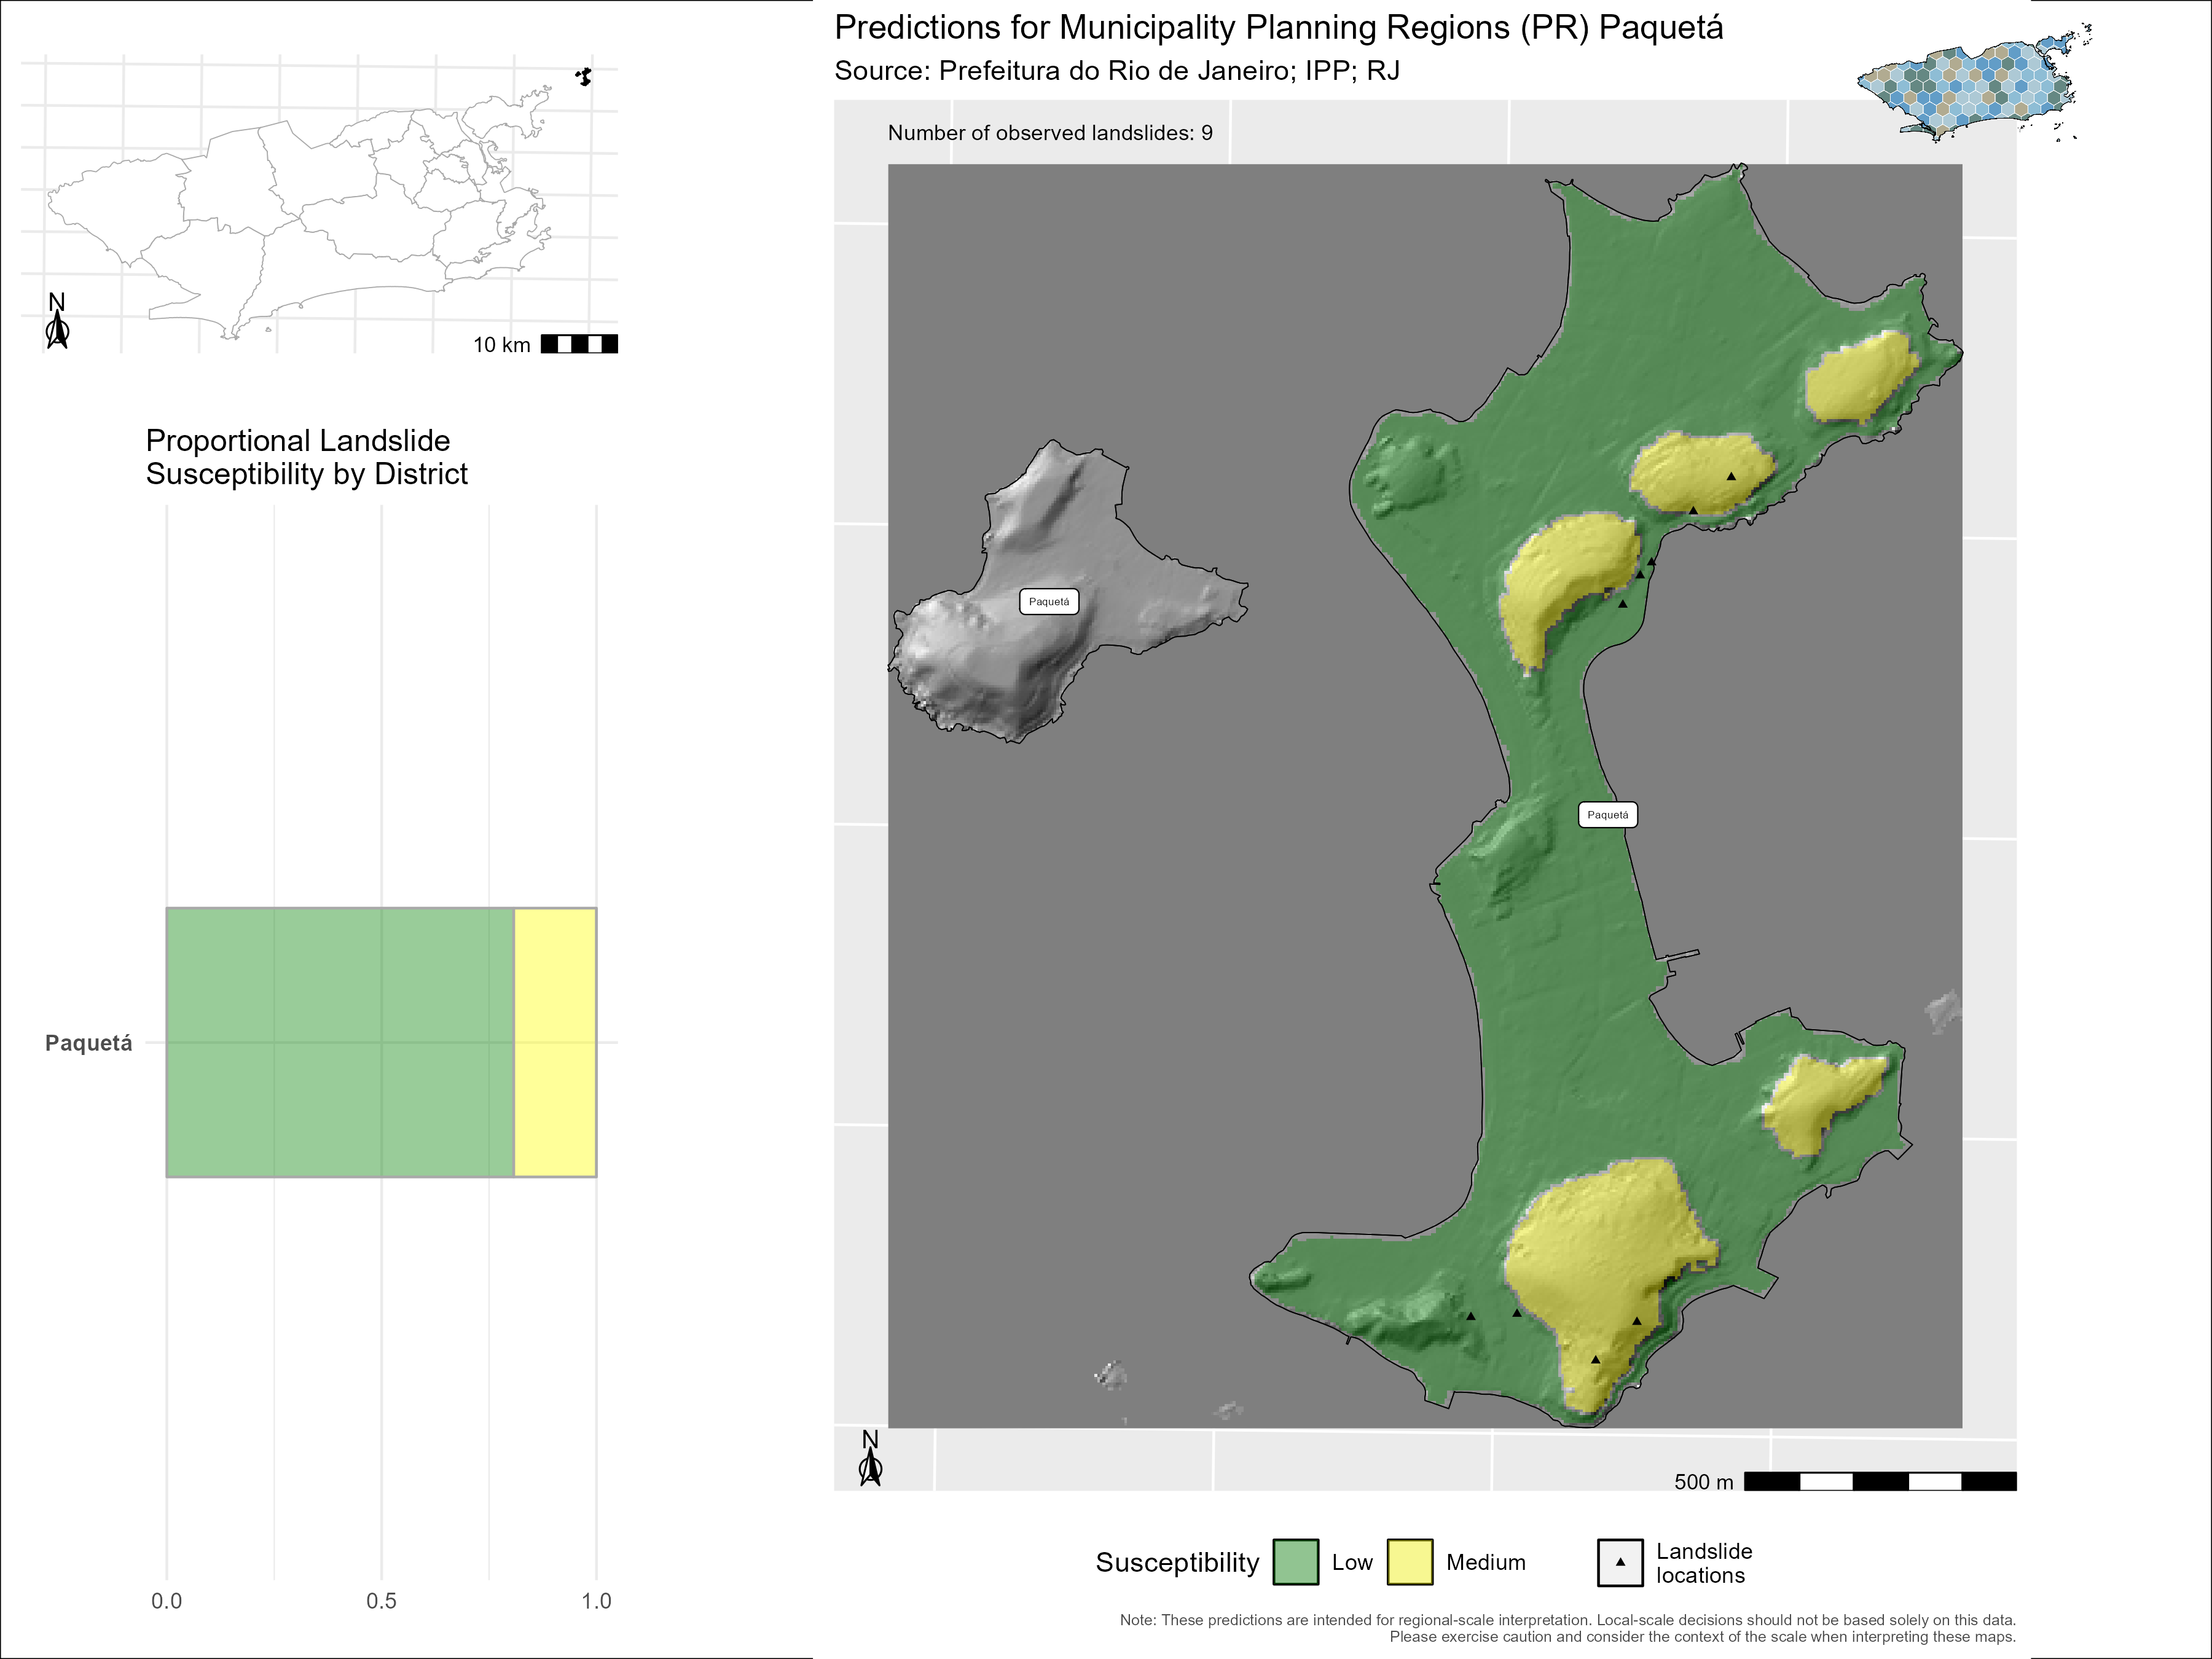 Predictions for Municipality Planning Regions (PR) Paquetá
Source: Prefeitura do Rio de Janeiro; IPP; RJ
Number of observed landslides: 9
N
10 km
Proportional Landslide
Susceptibility by District
Paquetá
0.0
0.5
1.0
Paquetá
Paquetá
N
500 m
Susceptibility
Low
Medium
Landslide
locations
Note: These predictions are intended for regional-scale interpretation. Local-scale decisions should not be based solely on this data.
Please exercise caution and consider the context of the scale when interpreting these maps.